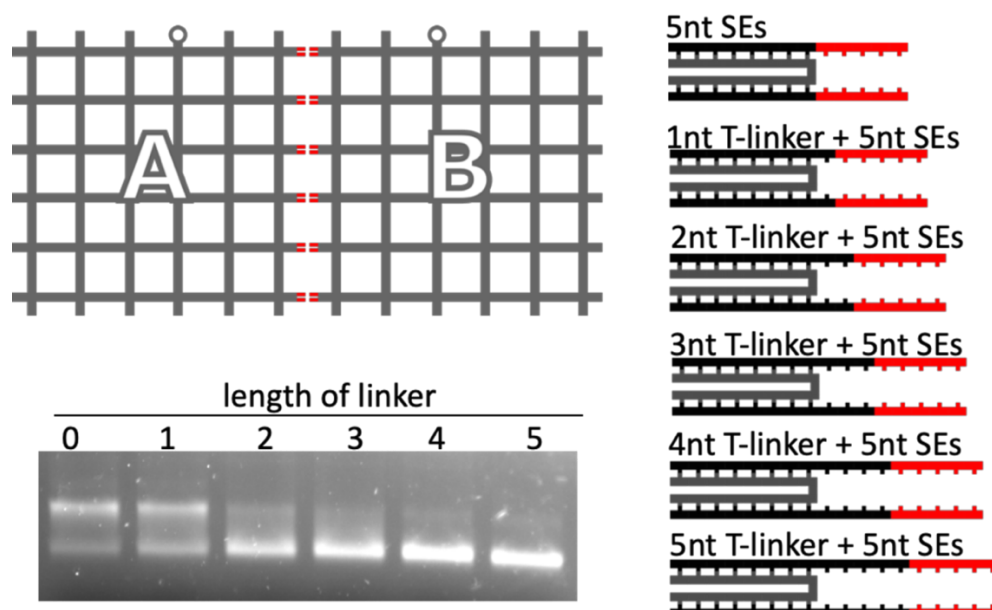 A B
length of linker
0 1 2 3 4 5
5nt SEs
1nt T-linker + 5nt SEs
2nt T-linker + 5nt SEs
3nt T-linker + 5nt SEs
4nt T-linker + 5nt SEs
5nt T-linker + 5nt SEs